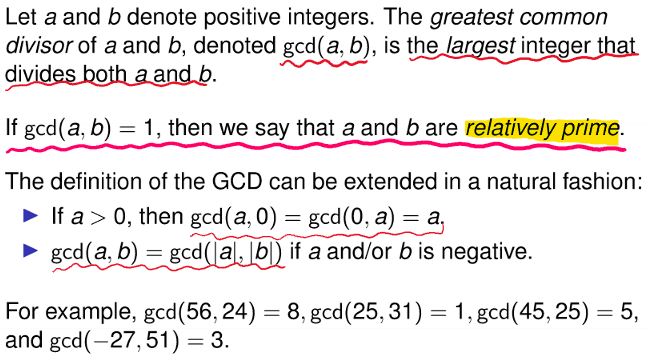 Let a and b denote positive integers. The greatest common
divisor of a and b, denoted gcd(a, b), is the largest integer that
divides both a and b.
If gcd(a, b) = 1, then we say that a and b are relatively prime.
The definition of the GCD can be extended in a natural fashion:
▶ If a > 0, then gcd(a, 0) = gcd(0, a) = a.
▶ gcd(a, b) = gcd(|a|, |b|) if a and/or b is negative.
For example, gcd(56, 24) = 8, gcd(25, 31) = 1, gcd(45, 25) = 5,
and gcd(−27, 51) = 3.